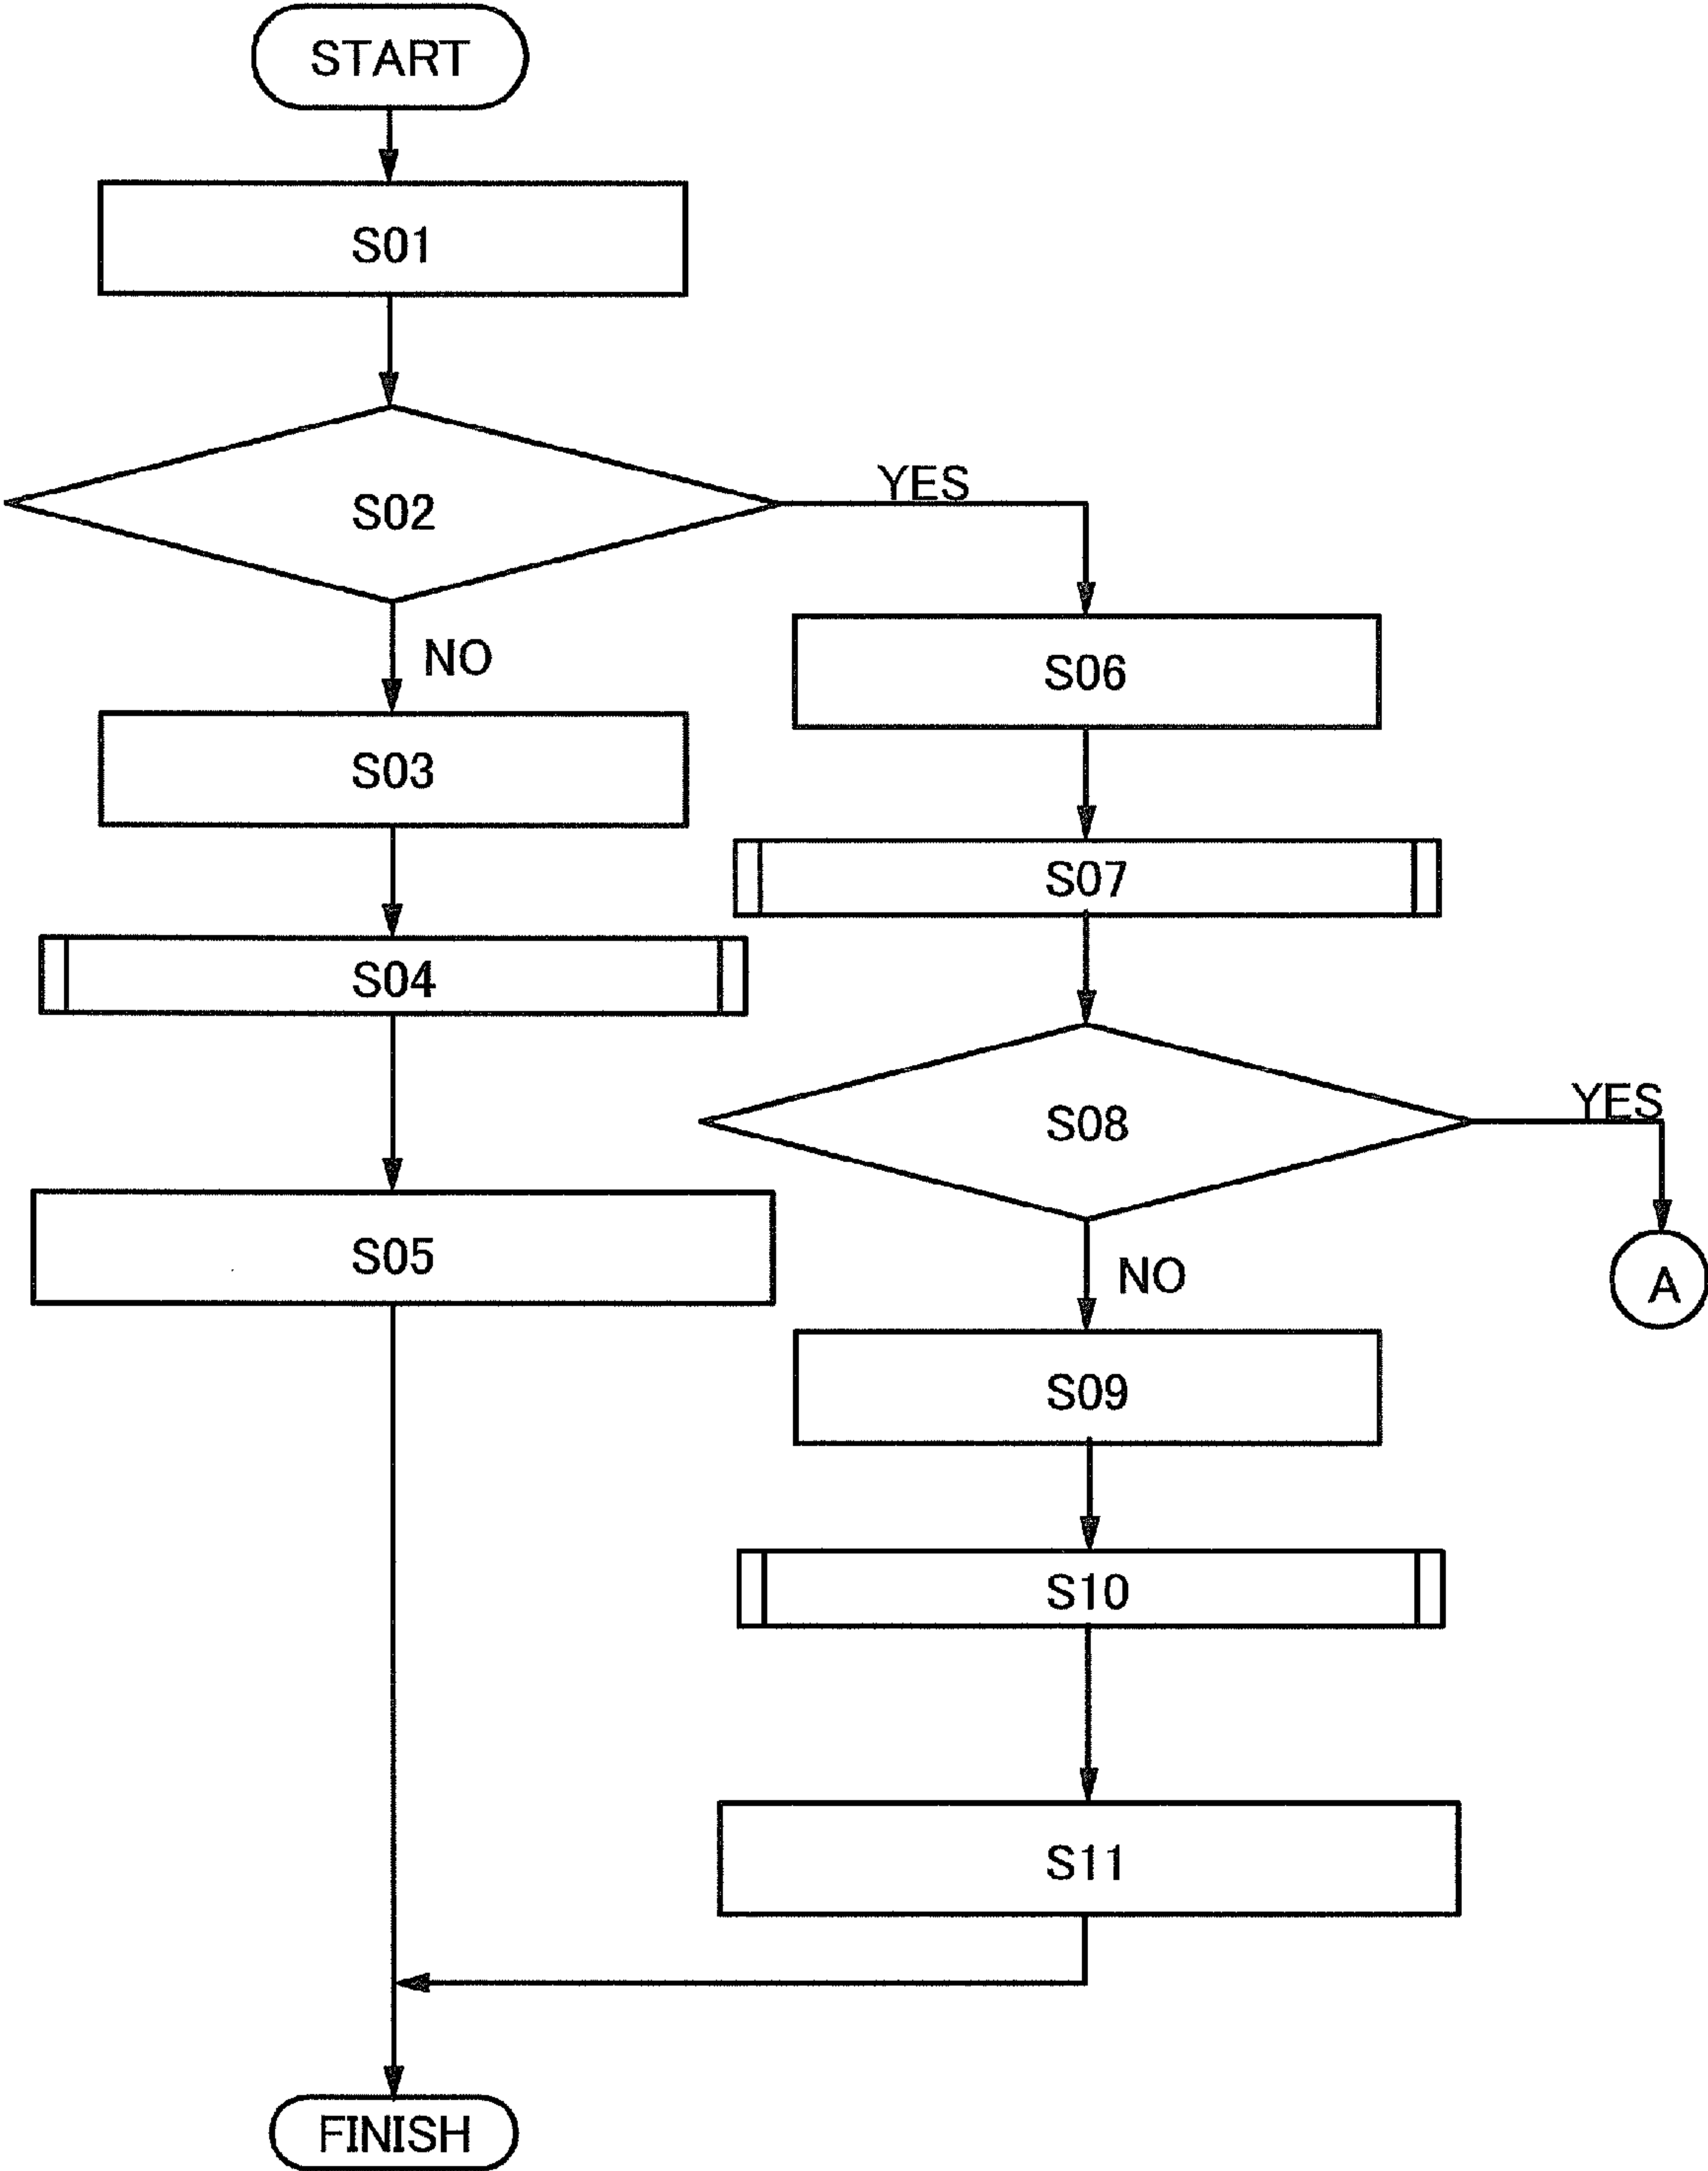 START
S01
S02
YES
NO
S03
S04
S05
S06
S07
S08
YES
A
NO
S09
S10
S11
FINISH